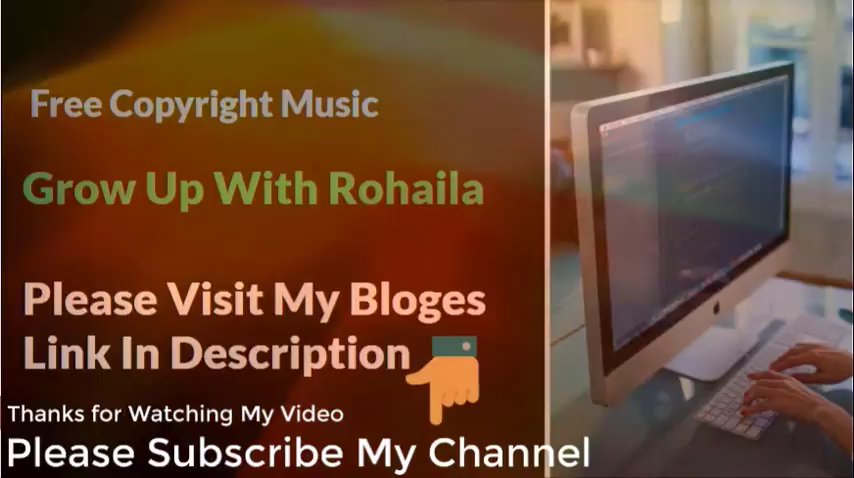 Free Copyright Music
Grow Up With Rohaila
Please Visit My Bloges
Link In Description
Thanks for Watching My Video
Please Subscribe My Channel